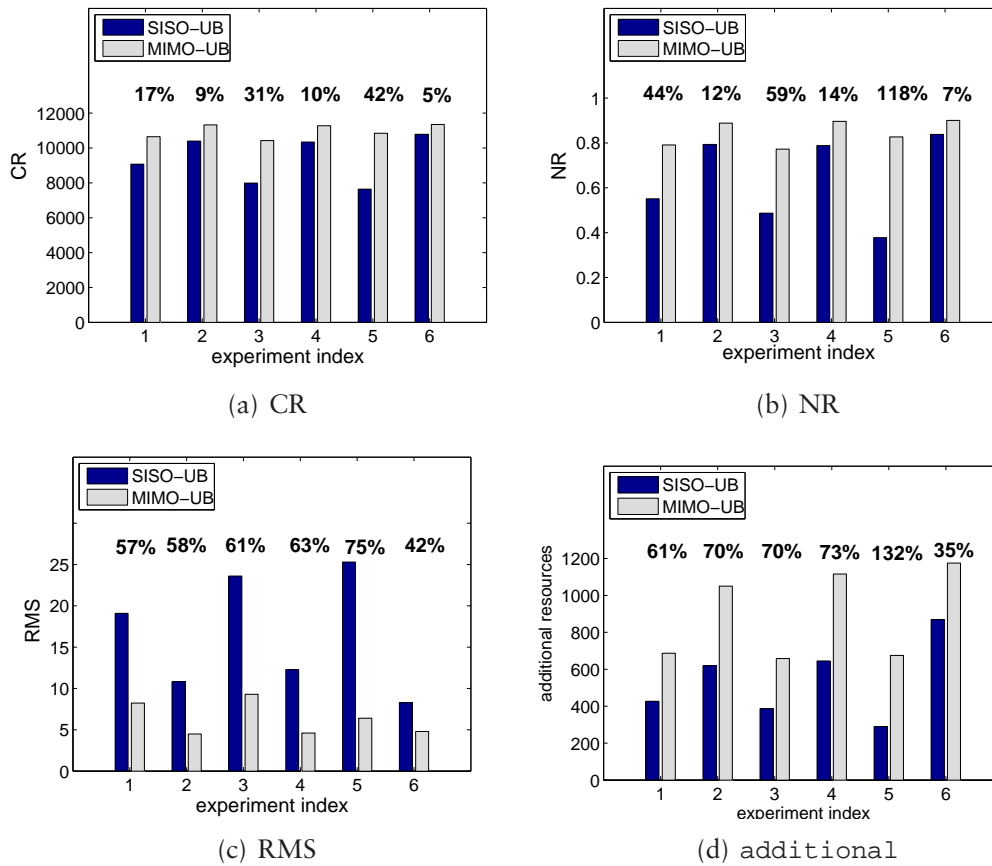 SISO−UB
MIMO−UB
17% 9% 31% 10% 42% 5%
12000
10000
8000
6000
4000
2000
0
CR
1 2 3 4 5 6
experiment index
(a) CR
SISO−UB
MIMO−UB
44% 12% 59% 14% 118% 7%
1
0.8
0.6
0.4
0.2
0
NR
1 2 3 4 5 6
experiment index
(b) NR
SISO−UB
MIMO−UB
57% 58% 61% 63% 75% 42%
25
20
15
10
5
0
RMS
1 2 3 4 5 6
experiment index
(c) RMS
SISO−UB
MIMO−UB
61% 70% 70% 73% 132% 35%
1200
1000
800
600
400
200
0
additional resources
1 2 3 4 5 6
experiment index
(d) additional